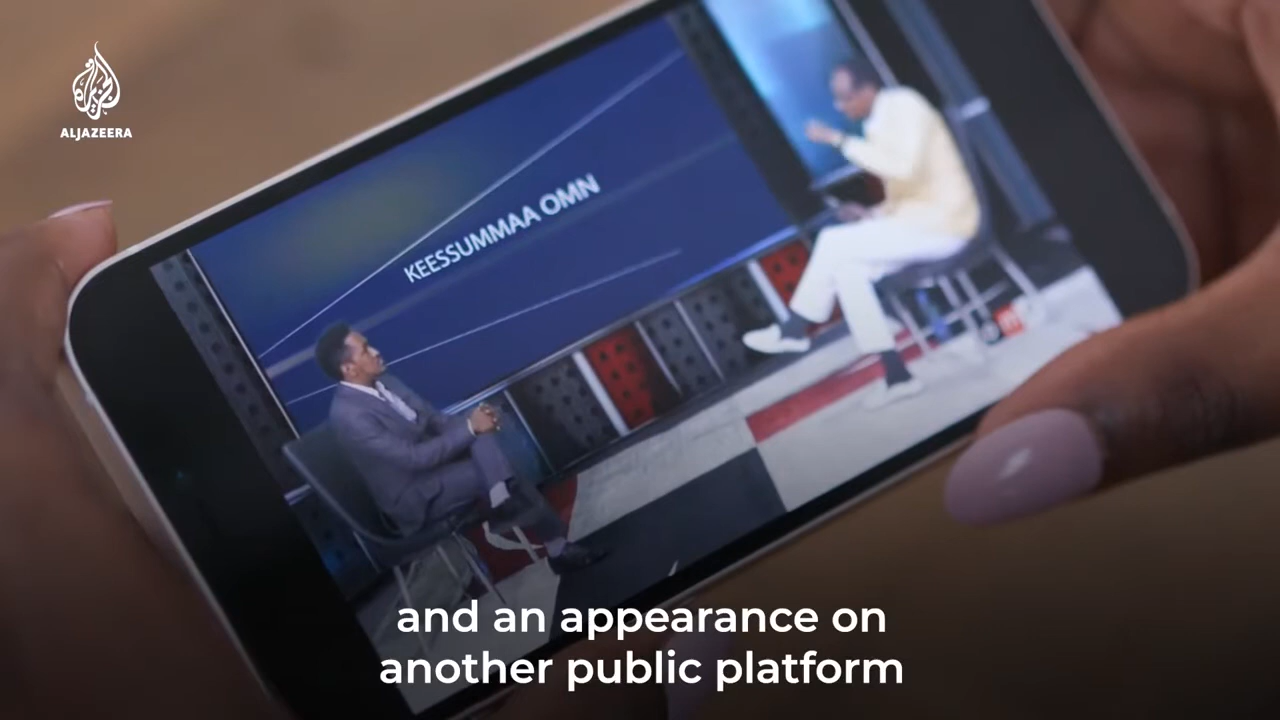 ALJAZEERA
KEESSUMMAA OMN
and an appearance on
another public platform